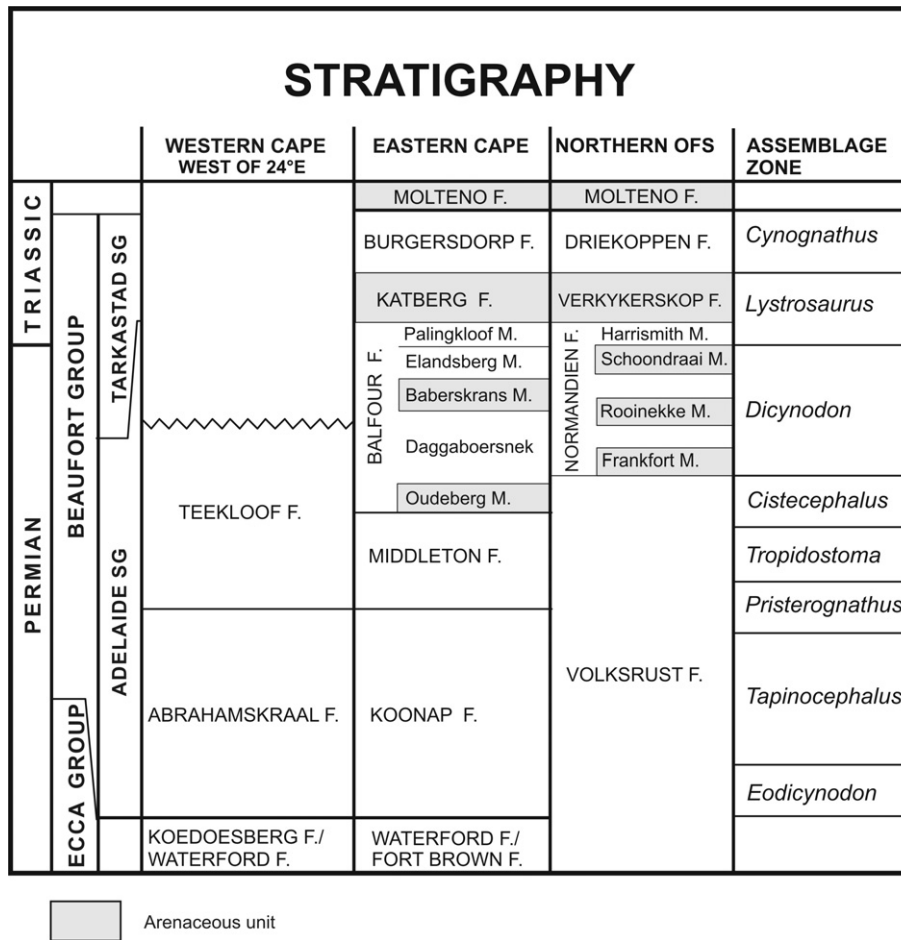 STRATIGRAPHY
WESTERN CAPE
WEST OF 24°E
EASTERN CAPE
NORTHERN OFS
ASSEMBLAGE
ZONE
TRIASSIC
PERMIAN
BEAUFORT GROUP
ECCA GROUP
TARKASTAD SG
ADELAIDE SG
TEEKLOOF F.
ABRAHAMSKRAAL F.
KOEDOESBERG F./
WATERFORD F.
MOLTENO F.
BURGERSDORP F.
KATBERG F.
BALFOUR F.
Palingkloof M.
Elandsberg M.
Baberskrans M.
Daggaboersnek
Oudeberg M.
MIDDLETON F.
KOONAP F.
WATERFORD F./
FORT BROWN F.
MOLTENO F.
DRIEKOPPEN F.
VERKYKERSKOP F.
NORMANDIEN F.
Harrismith M.
Schoondraai M.
Rooinekke M.
Frankfort M.
VOLKSRUST F.
Cynognathus
Lystrosaurus
Dicynodon
Cistecephalus
Tropidostoma
Pristerognathus
Tapinocephalus
Eodicynodon
Arenaceous unit